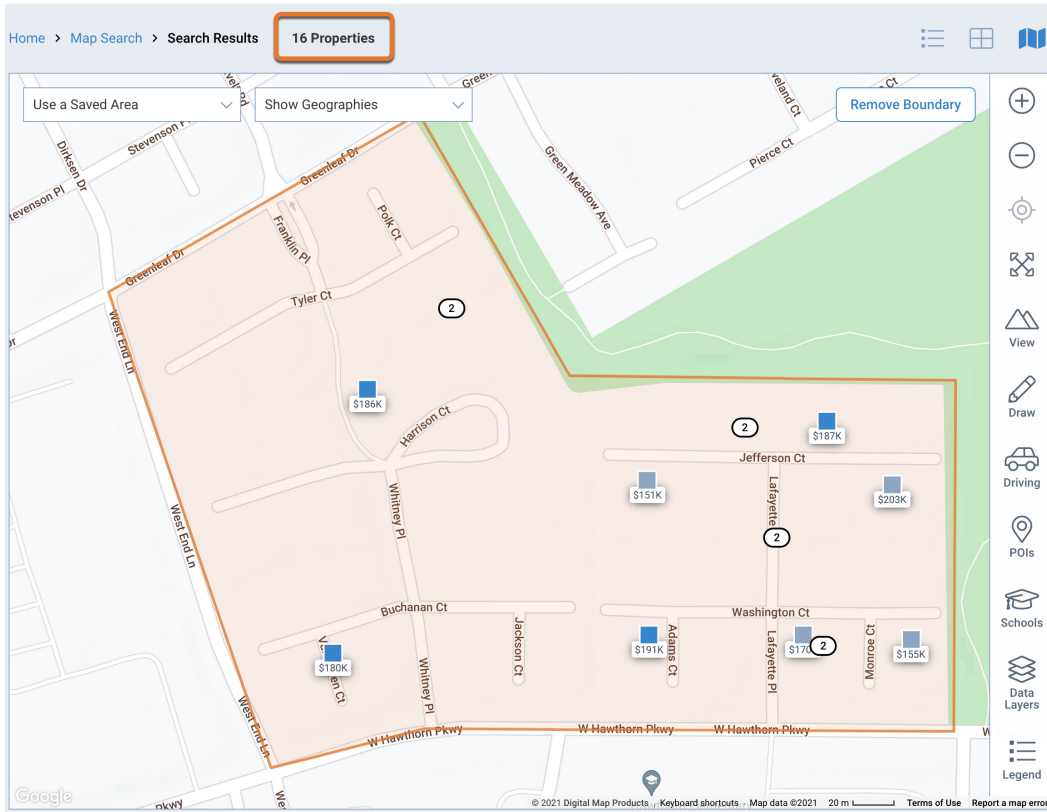 Home > Map Search > Search Results 16 Properties
Use a Saved Area
Show Geographies
Remove Boundary
Green
Cleveland Ct
Ct
Dirksen Dr
Stevenson Pl
Greenleaf Dr
Green Meadow Ave
Pierce Ct
Stevenson Pl
Polk Ct
Franklin Pl
Greenleaf Dr
Tyler Ct
2
West End Ln
Dr
View
$186K
Draw
Harrison Ct
2
$187K
Jefferson Ct
Driving
$151K
Lafayette
$203K
Whitney Pl
West End Ln
2
POIs
Buchanan Ct
Washington Ct
Schools
Jackson Ct
Adams Ct
Lafayette Pl
Monroe Ct
$180K
$191K
$170
2
$155K
Whitney Pl
Data
Layers
West End Ln
W Hawthorn Pkwy
W Hawthorn Pkwy
W Hawthorn Pkwy
W
Legend
Google
Pkwy
We
© 2021 Digital Map Products Keyboard shortcuts Map data ©2021 20 m Terms of Use Report a map error